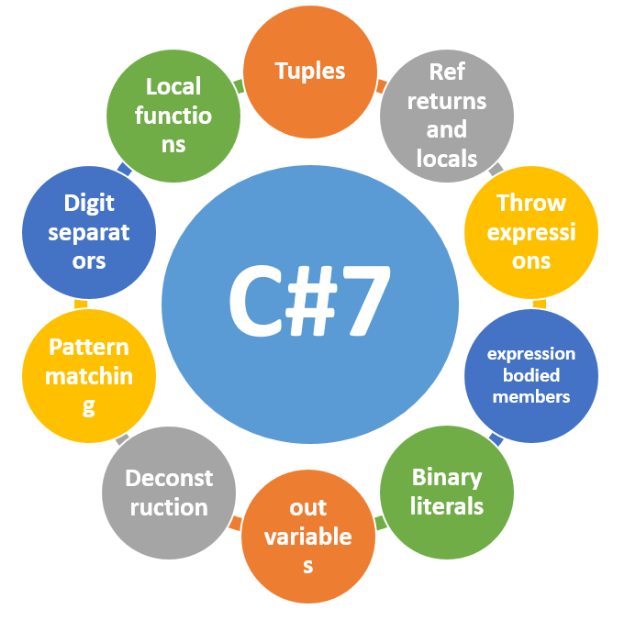 Tuples
Ref
returns
and
locals
Throw
expressi
ons
expression
bodied
members
Binary
literals
out
variable
s
Deconst
ruction
Pattern
matchin
g
Digit
separat
ors
Local
functio
ns
C#7